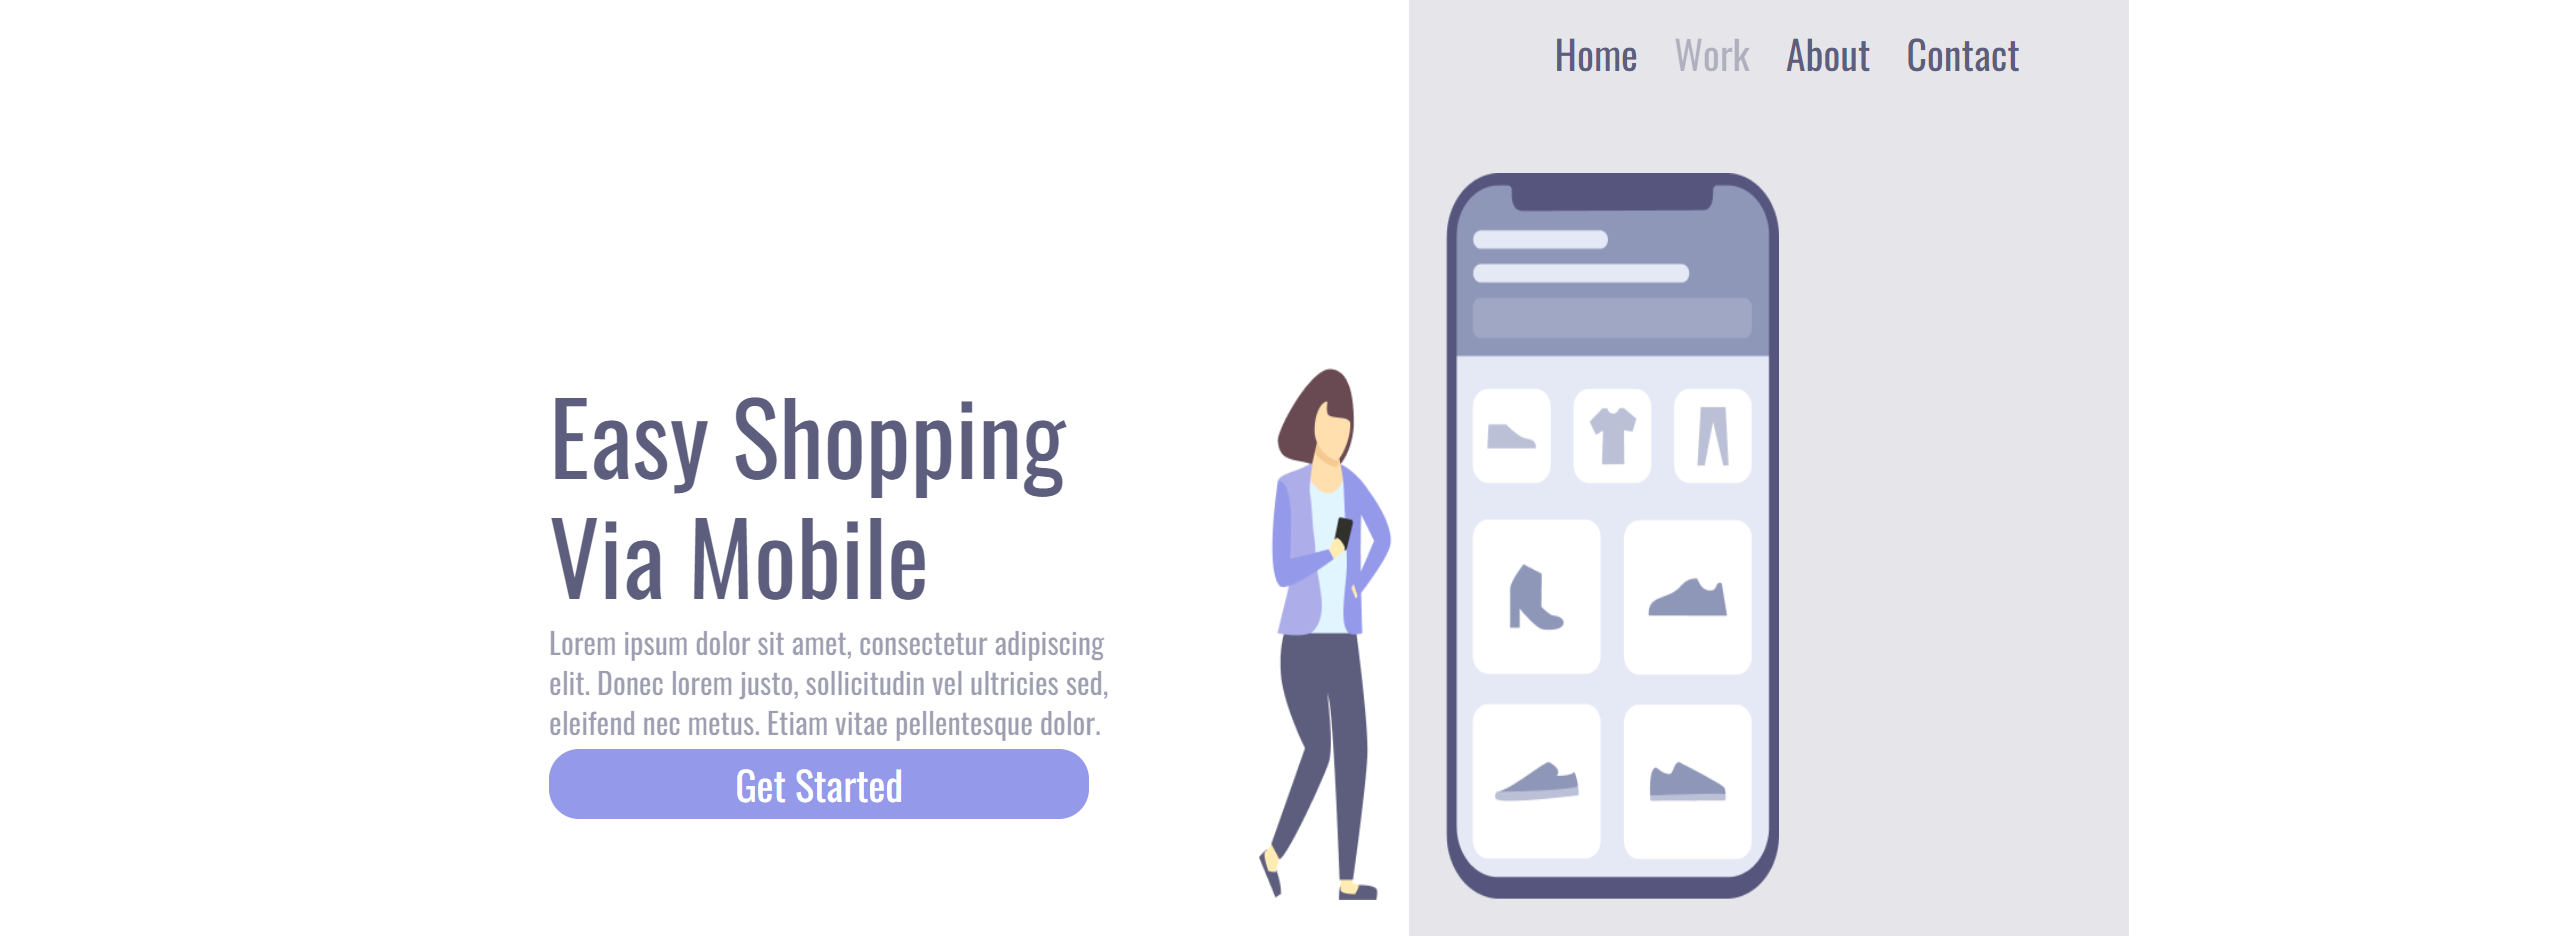 Home Work About Contact
Easy Shopping
Via Mobile
Lorem ipsum dolor sit amet, consectetur adipiscing
elit. Donec lorem justo, sollicitudin vel ultricies sed,
eleifend nec metus. Etiam vitae pellentesque dolor.
Get Started